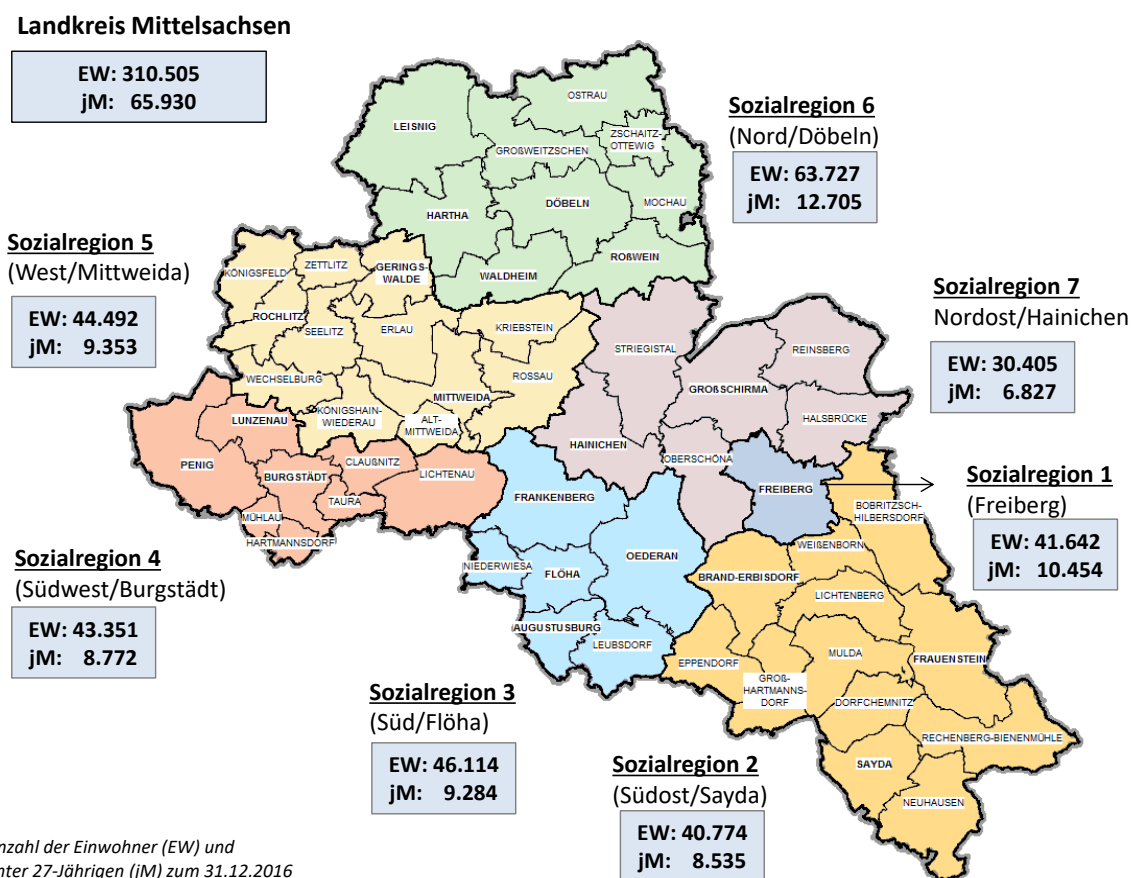 Landkreis Mittelsachsen
EW: 310.505
jM: 65.930
Sozialregion 6
(Nord/Döbeln)
EW: 63.727
jM: 12.705
Sozialregion 5
(West/Mittweida)
EW: 44.492
jM: 9.353
Sozialregion 7
Nordost/Hainichen
EW: 30.405
jM: 6.827
Sozialregion 1
(Freiberg)
EW: 41.642
jM: 10.454
Sozialregion 4
(Südwest/Burgstädt)
EW: 43.351
jM: 8.772
Sozialregion 3
(Süd/Flöha)
EW: 46.114
jM: 9.284
Sozialregion 2
(Südost/Sayda)
EW: 40.774
jM: 8.535
OSTRAU
LEISNIG
ZSCHAITZ-
OTTEWIG
GROßWEITZSCHEN
DÖBELN
MOCHAU
HARTHA
ROßWEIN
WALDHEIM
KÖNIGSFELD
ZETTLITZ
GERINGS-
WALDE
ROCHLITZ
SEELITZ
ERLAU
KRIEBSTEIN
ROSSAU
WECHSELBURG
MITTWEIDA
KÖNIGSHAIN-
WIEDERAU
ALT-
MITTWEIDA
STRIEGISTAL
REINSBERG
GROßSCHIRMA
HALSBRÜCKE
HAINICHEN
OBERSCHÖNA
FREIBERG
LUNZENAU
PENIG
BURGSTÄDT
CLAUßNITZ
LICHTENAU
TAURA
MÜHLAU
HARTMANNSDORF
FRANKENBERG
NIEDERWIESA
FLÖHA
OEDERAN
AUGUSTUSBURG
LEUBSDORF
BOBRITZSCH-
HILBERSDORF
WEIßENBORN
BRAND-ERBISDORF
LICHTENBERG
EPPENDORF
GROß-
HARTMANNS-
DORF
MULDA
FRAUENSTEIN
DORFCHEMNITZ
RECHENBERG-BIENENMÜHLE
SAYDA
NEUHAUSEN
nzahl der Einwohner (EW) und
nter 27-Jährigen (jM) zum 31.12.2016